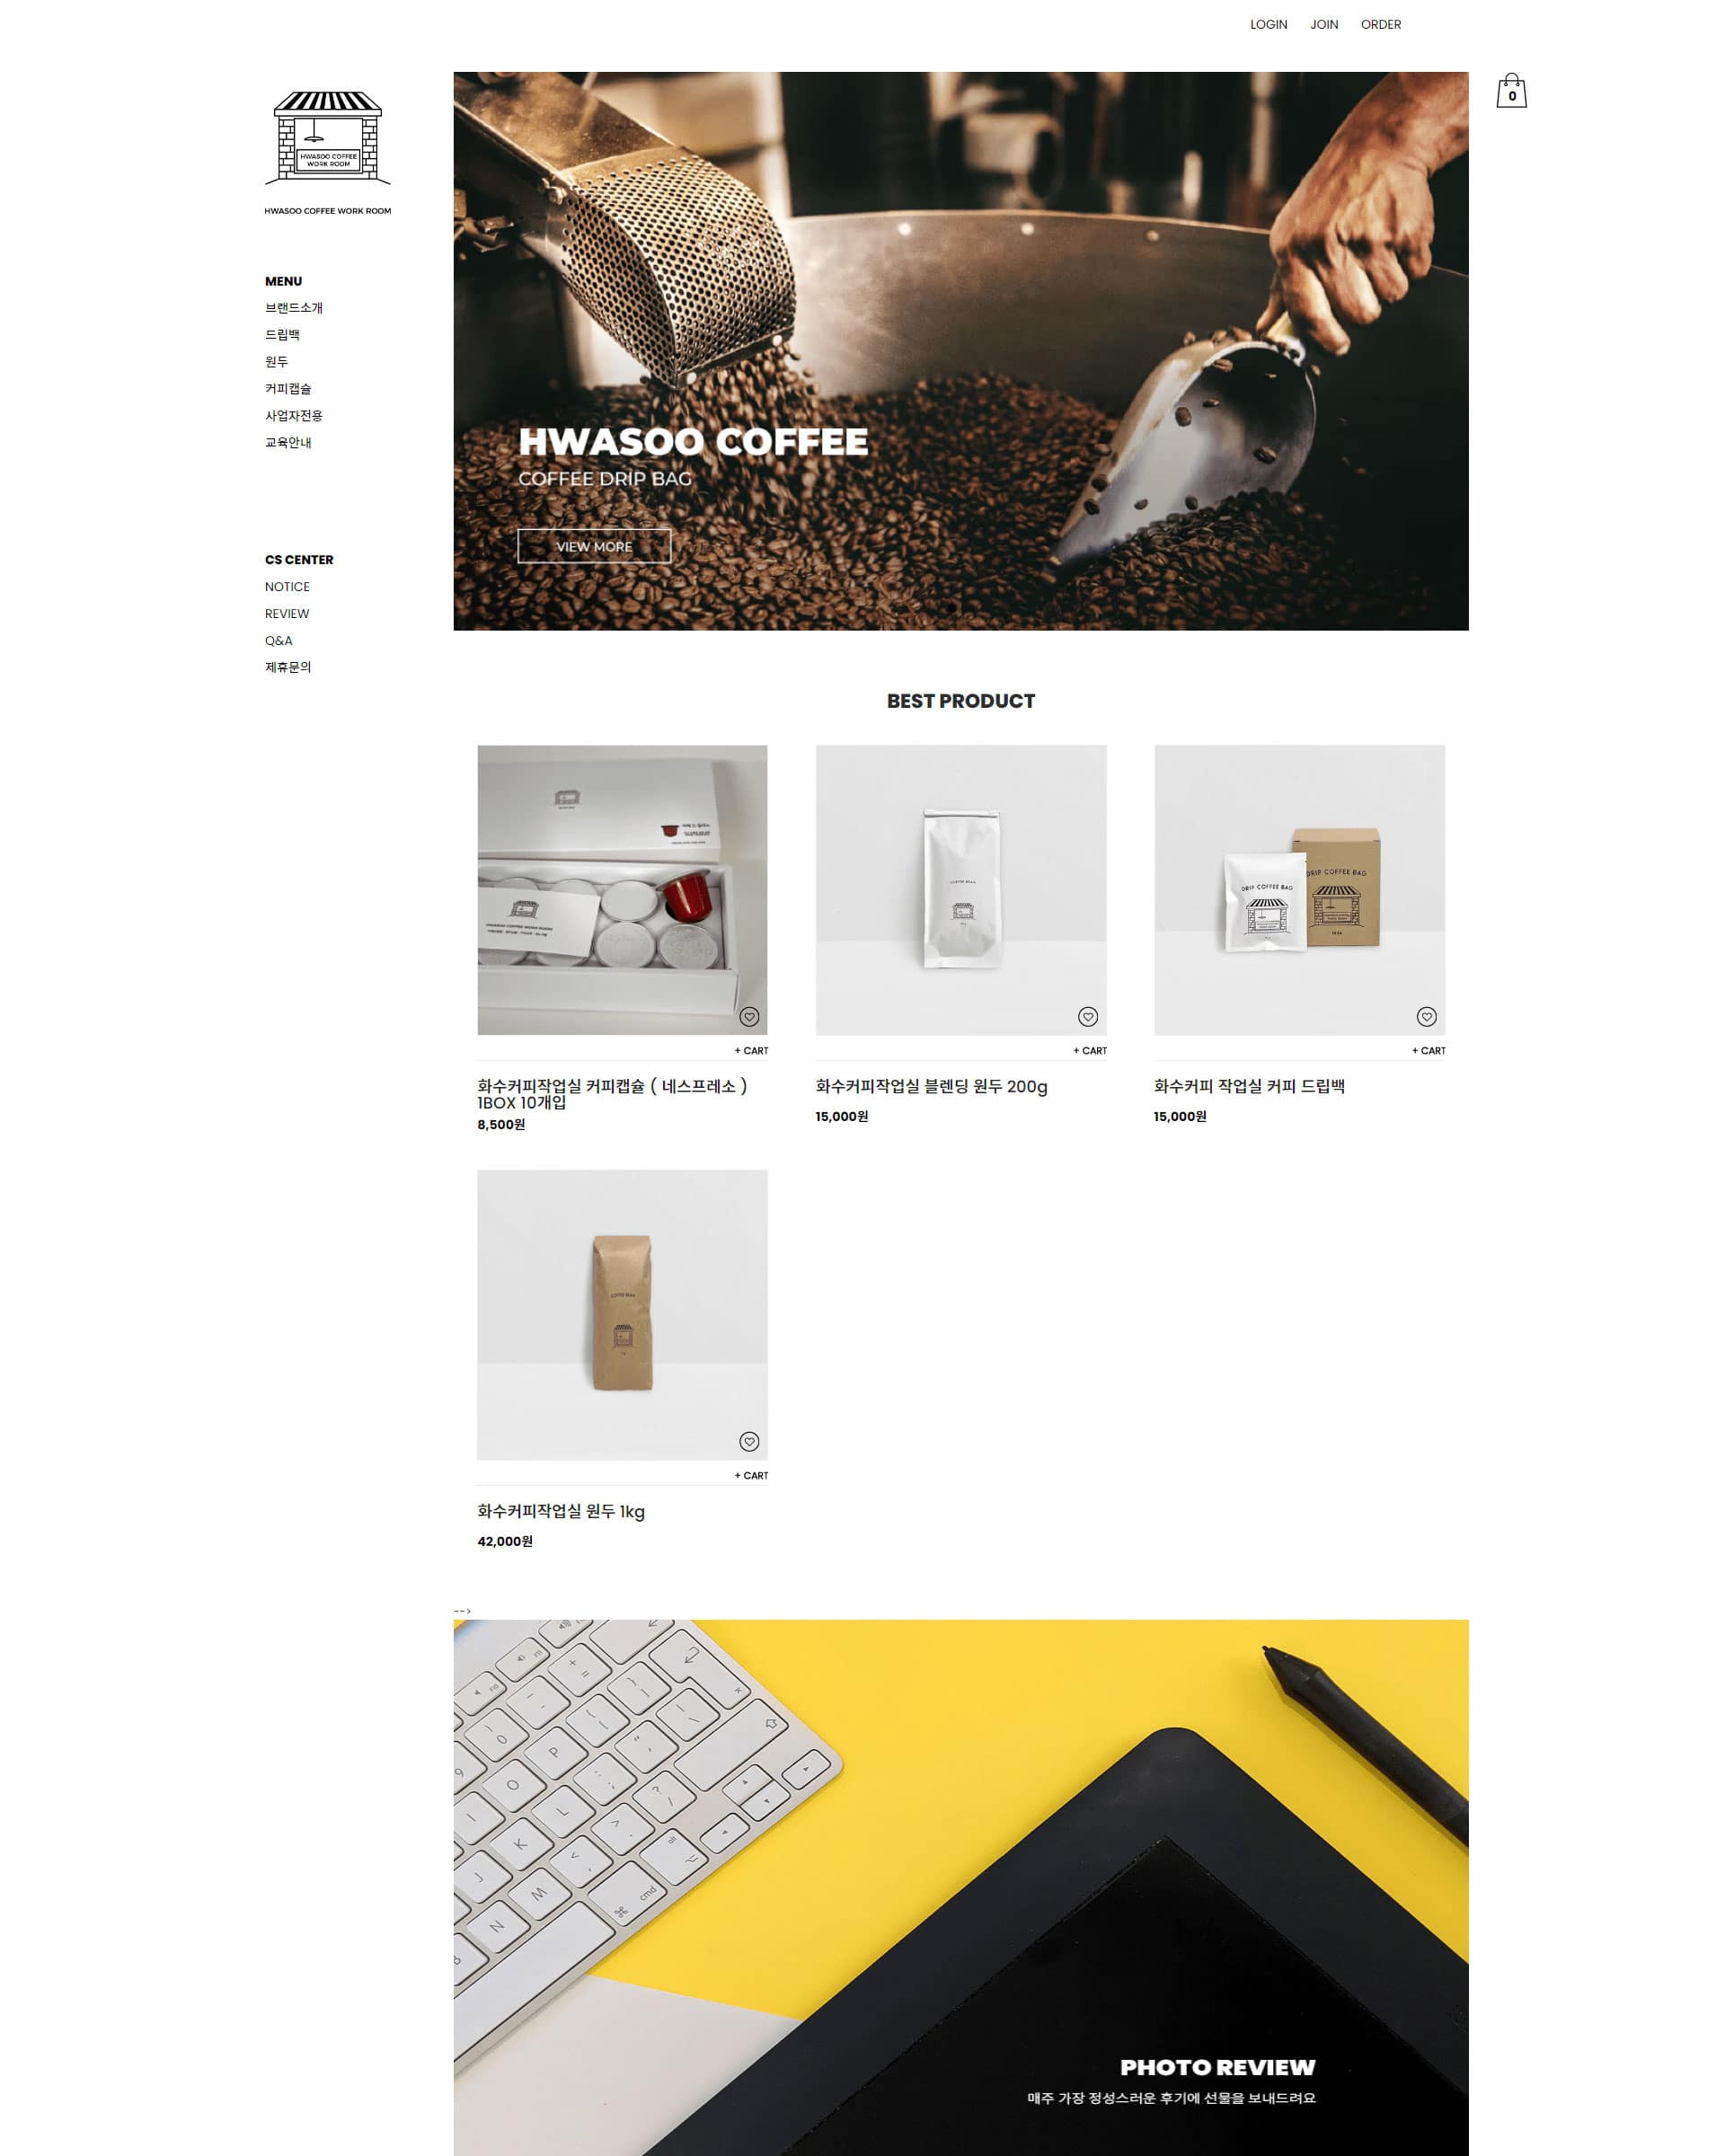 LOGIN JOIN ORDER
0
HWASOO COFFEE
WORK ROOM
HWASOO COFFEE WORK ROOM
MENU
브랜드소개
드립백
원두
커피캡슐
사업자전용
교육안내
CS CENTER
NOTICE
REVIEW
Q&A
제휴문의
HWASOO COFFEE
COFFEE DRIP BAG
VIEW MORE
BEST PRODUCT
DRIP COFFEE BAG
DRIP COFFEE BAG
+ CART
+ CART
+ CART
화수커피작업실 커피캡슐 ( 네스프레소 )
1BOX 10개입
8,500원
화수커피작업실 블렌딩 원두 200g
15,000원
화수커피 작업실 커피 드립백
15,000원
+ CART
화수커피작업실 원두 1kg
42,000원
-->
PHOTO REVIEW
매주 가장 정성스러운 후기에 선물을 보내드려요